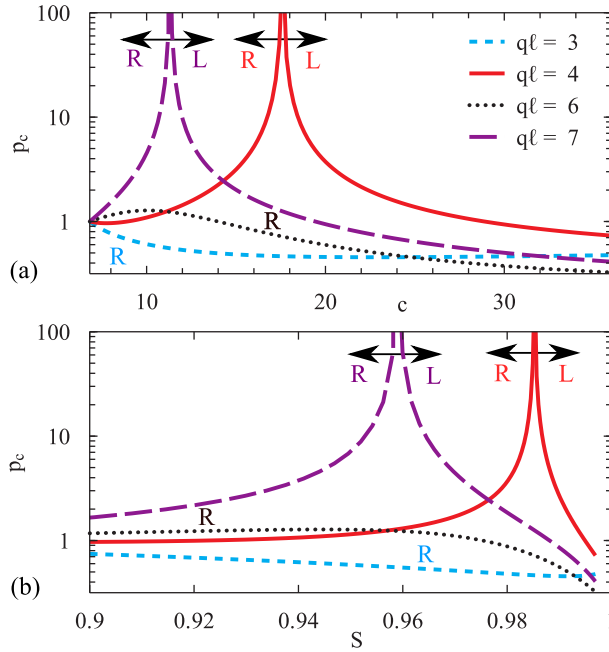 100
R L
R L
qℓ = 3
qℓ = 4
qℓ = 6
qℓ = 7
10
p_c
1
R
R
(a)
10 20 c 30
100
R L
R L
10
p_c
R
1
R
(b)
0.9 0.92 0.94 0.96 0.98 1
S